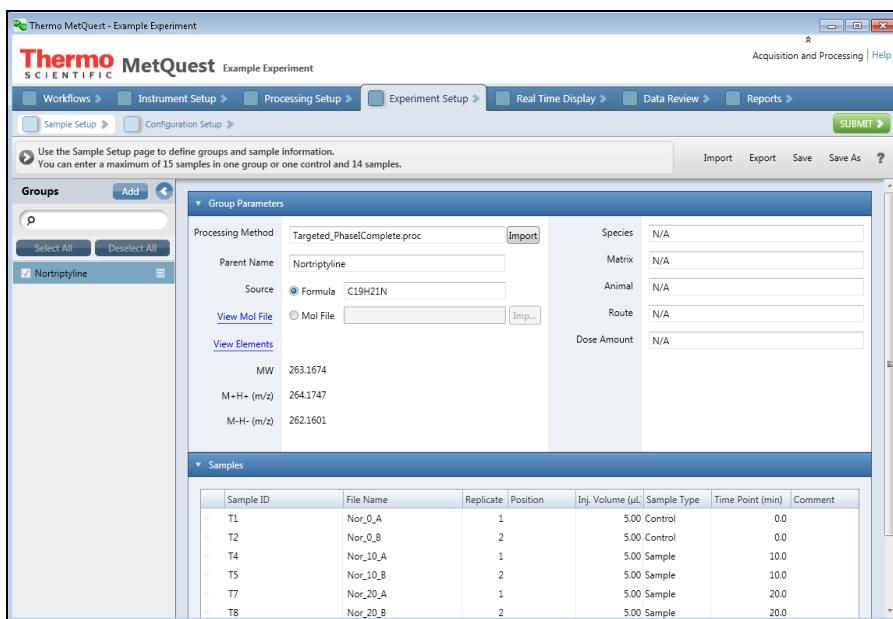 Thermo MetQuest - Example Experiment
Thermo SCIENTIFIC MetQuest Example Experiment
Acquisition and Processing | Help
Workflows Instrument Setup Processing Setup Experiment Setup Real Time Display Data Review Reports
Sample Setup Configuration Setup SUBMIT
Use the Sample Setup page to define groups and sample information.
You can enter a maximum of 15 samples in one group or one control and 14 samples.
Import Export Save Save As ?
Groups Add
Select All Deselect All
Nortriptyline
Group Parameters
Processing Method Targeted_PhaseIComplete.proc Import
Parent Name Nortriptyline
Source Formula C19H21N
View Mol File Mol File Imp...
View Elements
MW 263.1674
M+H+ (m/z) 264.1747
M-H- (m/z) 262.1601
Species N/A
Matrix N/A
Animal N/A
Route N/A
Dose Amount N/A
Samples
Sample ID File Name Replicate Position Inj. Volume (µL Sample Type Time Point (min) Comment
T1 Nor_0_A 1 5.00 Control 0.0
T2 Nor_0_B 2 5.00 Control 0.0
T4 Nor_10_A 1 5.00 Sample 10.0
T5 Nor_10_B 2 5.00 Sample 10.0
T7 Nor_20_A 1 5.00 Sample 20.0
T8 Nor_20_B 2 5.00 Sample 20.0